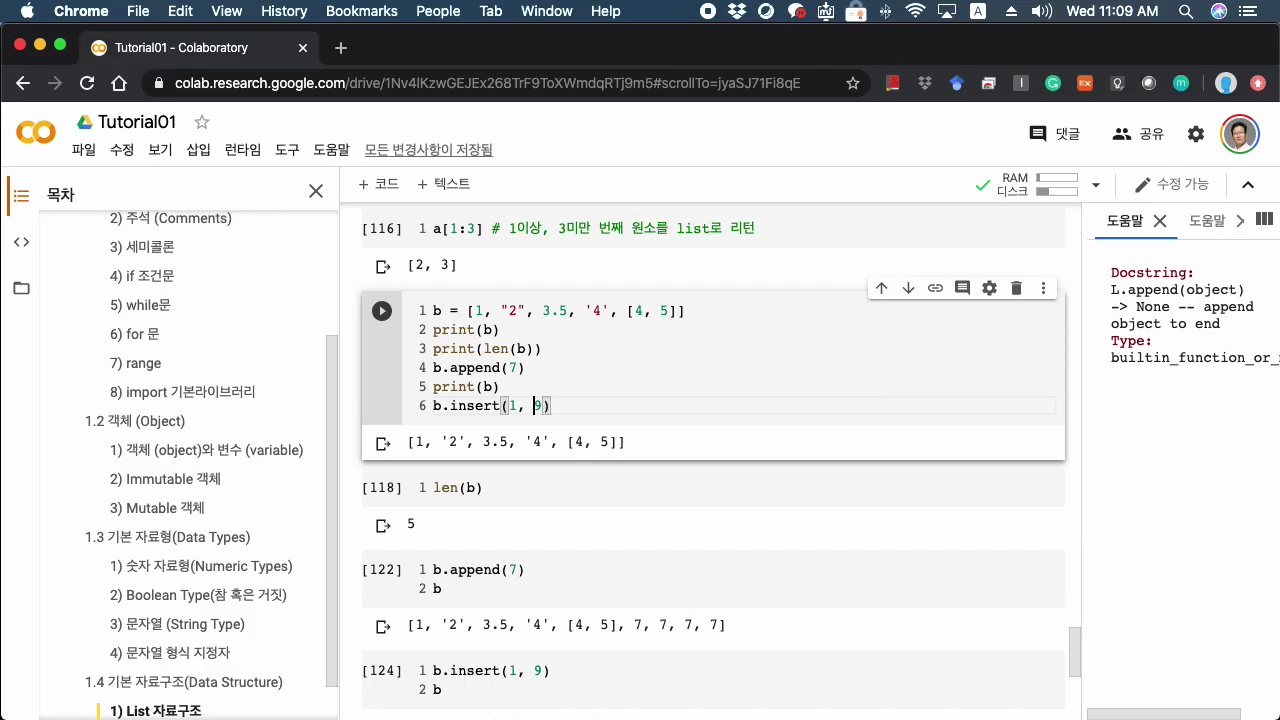 Chrome File Edit View History Bookmarks People Tab Window Help A Wed 11:09 AM
Tutorial01 - Colaboratory
colab.research.google.com/drive/1Nv4lKzwGEJEx268TrF9ToXWmdqRTj9m5#scrollTo=jyaSJ71Fi8qE
Tutorial01
댓글 공유
파일 수정 보기 삽입 런타임 도구 도움말 모든 변경사항이 저장됨
목차
+ 코드 + 텍스트
RAM
디스크
수정 가능
2) 주석 (Comments)
3) 세미콜론
4) if 조건문
5) while문
6) for 문
7) range
8) import 기본라이브러리
1.2 객체 (Object)
1) 객체 (object)와 변수 (variable)
2) Immutable 객체
3) Mutable 객체
1.3 기본 자료형(Data Types)
1) 숫자 자료형(Numeric Types)
2) Boolean Type(참 혹은 거짓)
3) 문자열 (String Type)
4) 문자열 형식 지정자
1.4 기본 자료구조(Data Structure)
1) List 자료구조
[116] 1 a[1:3] # 1이상, 3미만 번째 원소를 list로 리턴
[2, 3]
1 b = [1, "2", 3.5, '4', [4, 5]]
2 print(b)
3 print(len(b))
4 b.append(7)
5 print(b)
6 b.insert(1, 9)
[1, '2', 3.5, '4', [4, 5]]
[118] 1 len(b)
5
[122] 1 b.append(7)
2 b
[1, '2', 3.5, '4', [4, 5], 7, 7, 7, 7]
[124] 1 b.insert(1, 9)
2 b
도움말 도움말
Docstring:
L.append(object)
-> None -- append
object to end
Type:
builtin_function_or_